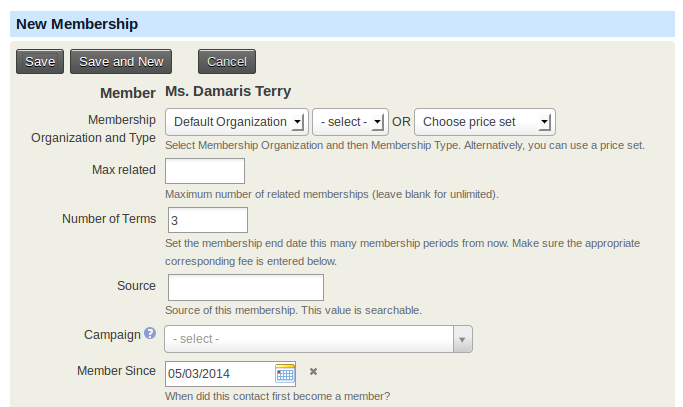 New Membership
Save Save and New Cancel
Member Ms. Damaris Terry
Membership Organization and Type Default Organization - select - OR Choose price set
Select Membership Organization and then Membership Type. Alternatively, you can use a price set.
Max related
Maximum number of related memberships (leave blank for unlimited).
Number of Terms 3
Set the membership end date this many membership periods from now. Make sure the appropriate
corresponding fee is entered below.
Source
Source of this membership. This value is searchable.
Campaign ? - select -
Member Since 05/03/2014
When did this contact first become a member?